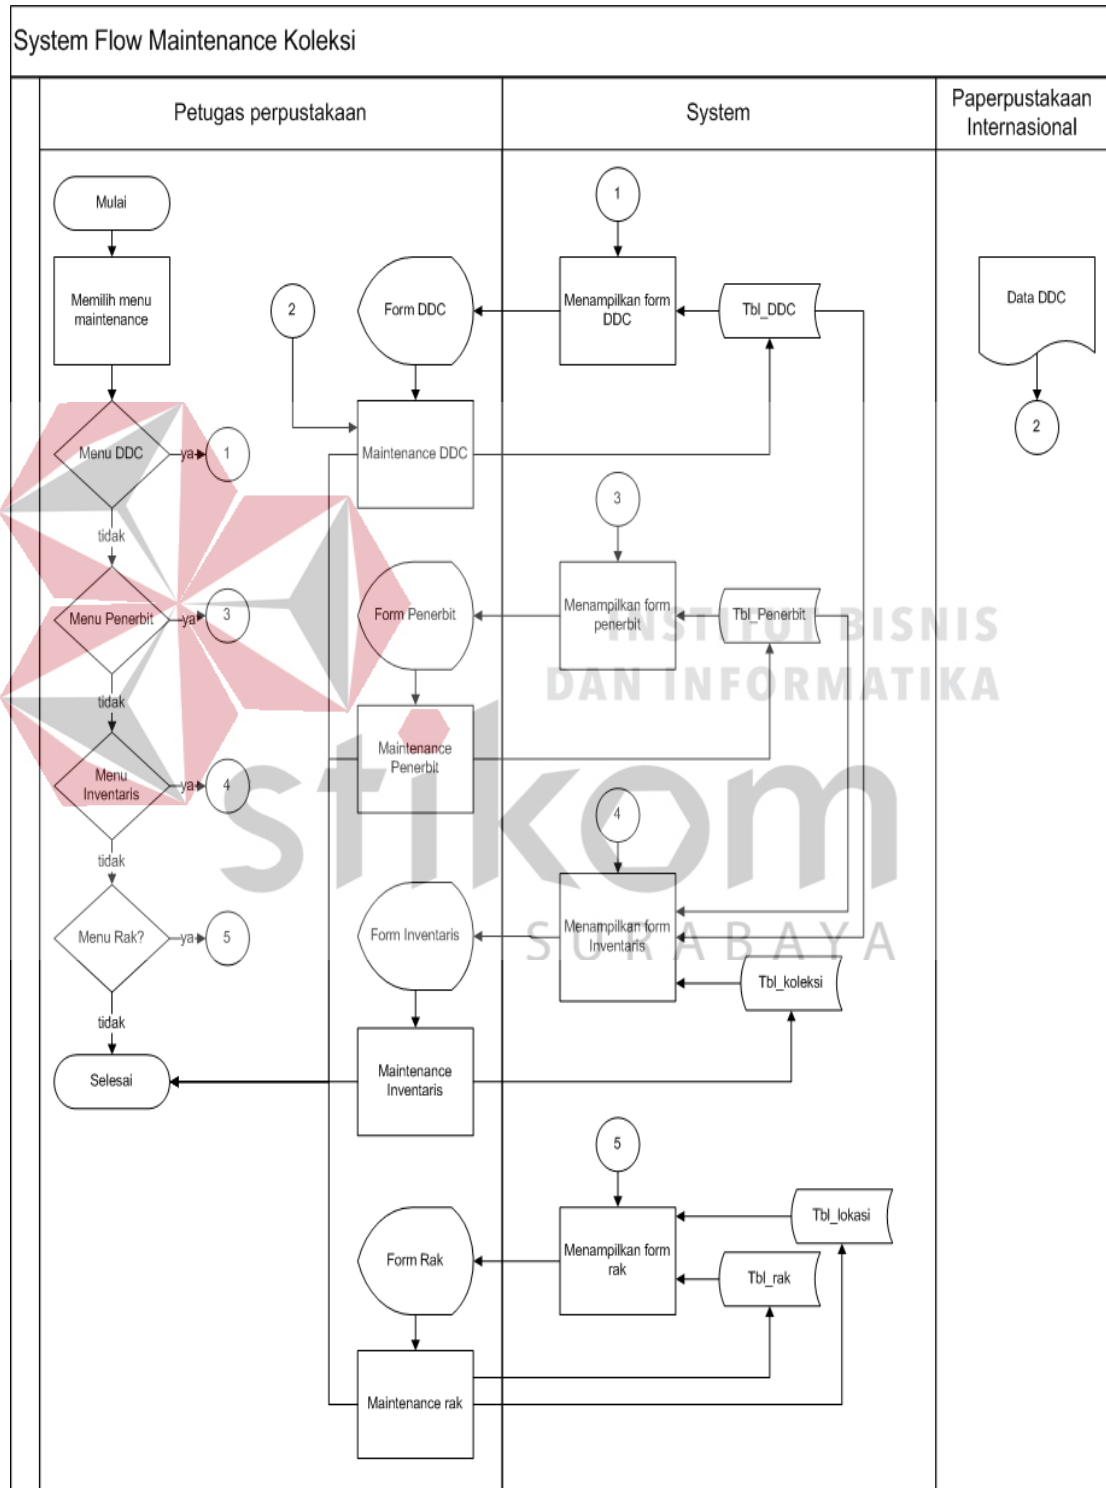 System Flow Maintenance Koleksi
Petugas perpustakaan
System
Paperpustakaan
Internasional
Mulai
Memilih menu
maintenance
Menu DDC
ya
1
tidak
Menu Penerbit
ya
3
tidak
Menu
Inventaris
ya
4
tidak
Menu Rak?
ya
5
tidak
Selesai
2
Form DDC
Maintenance DDC
Form Penerbit
Maintenance
Penerbit
Form Inventaris
Maintenance
Inventaris
Form Rak
Maintenance rak
1
Menampilkan form
DDC
Tbl_DDC
3
Menampilkan form
penerbit
Tbl_Penerbit
4
Menampilkan form
Inventaris
Tbl_koleksi
5
Menampilkan form
rak
Tbl_lokasi
Tbl_rak
Data DDC
2
INSTITUT BISNIS
DAN INFORMATIKA
stikom
SURABAYA